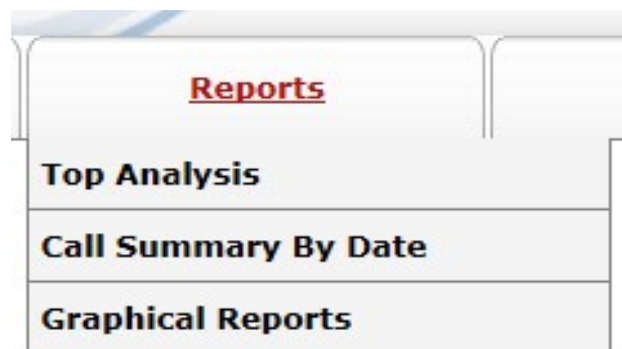 Reports
Top Analysis
Call Summary By Date
Graphical Reports